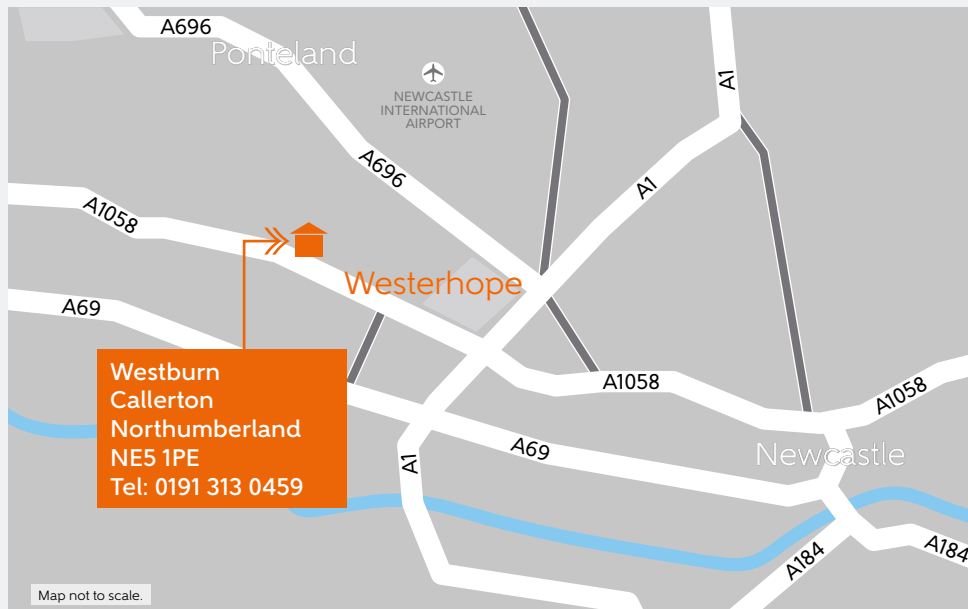 A696
Ponteland
NEWCASTLE
INTERNATIONAL
AIRPORT
A1
A696
A1
A1058
Westerhope
A69
Westburn
Callerton
Northumberland
NE5 1PE
Tel: 0191 313 0459
A1058
A1058
A69
Newcastle
A1
A184
A184
Map not to scale.